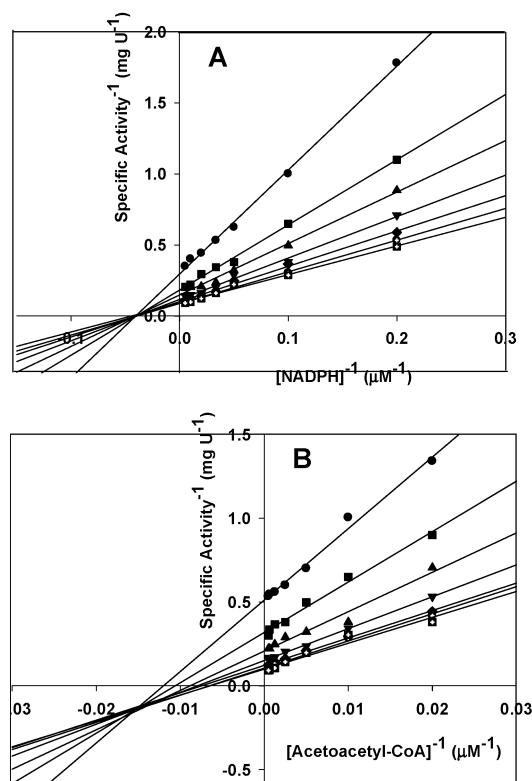 A
Specific Activity⁻¹ (mg U⁻¹)
2.0
1.5
1.0
0.5
0.0
-0.1 0.0 0.1 0.2 0.3
[NADPH]⁻¹ (µM⁻¹)
B
Specific Activity⁻¹ (mg U⁻¹)
1.5
1.0
0.5
0.0
-0.5
.03 -0.02 -0.01 0.00 0.01 0.02 0.03
[Acetoacetyl-CoA]⁻¹ (µM⁻¹)